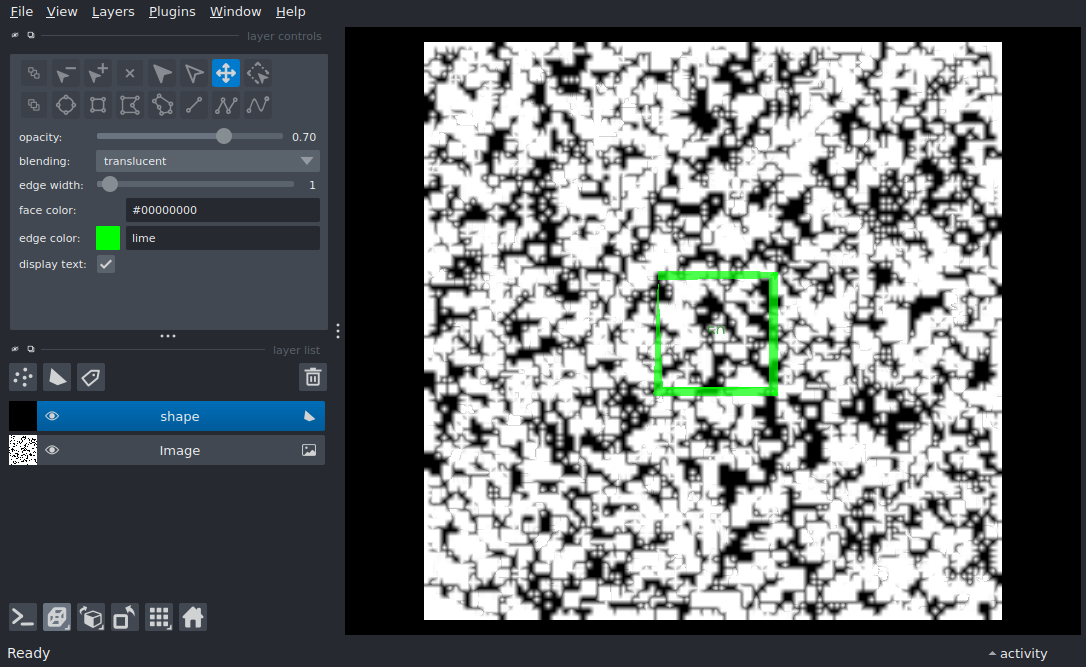 File View Layers Plugins Window Help
layer controls
opacity: 0.70
blending: translucent
edge width: 1
face color: #00000000
edge color: lime
display text:
layer list
shape
Image
Ready
activity